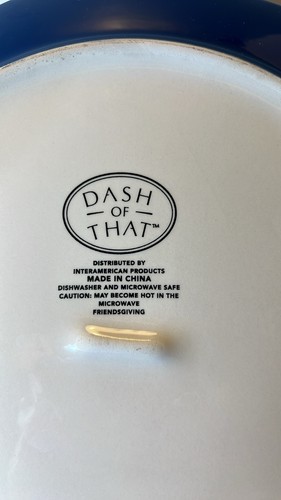 DASH
OF
THAT™
DISTRIBUTED BY
INTERAMERICAN PRODUCTS
MADE IN CHINA
DISHWASHER AND MICROWAVE SAFE
CAUTION: MAY BECOME HOT IN THE
MICROWAVE
FRIENDSGIVING